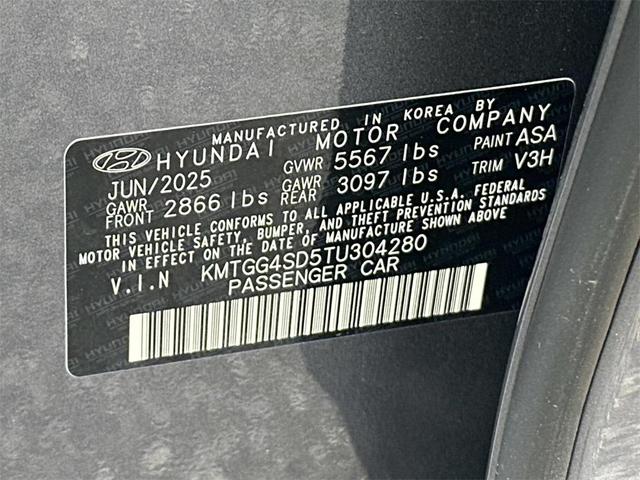 MANUFACTURED IN KOREA BY
HYUNDAI MOTOR COMPANY
JUN/2025 GVWR 5567 lbs PAINT ASA
GAWR FRONT 2866 lbs GAWR REAR 3097 lbs TRIM V3H
THIS VEHICLE CONFORMS TO ALL APPLICABLE U.S.A. FEDERAL
MOTOR VEHICLE SAFETY, BUMPER, AND THEFT PREVENTION STANDARDS
IN EFFECT ON THE DATE OF MANUFACTURE SHOWN ABOVE
V.I.N KMTGG4SD5TU304280
PASSENGER CAR